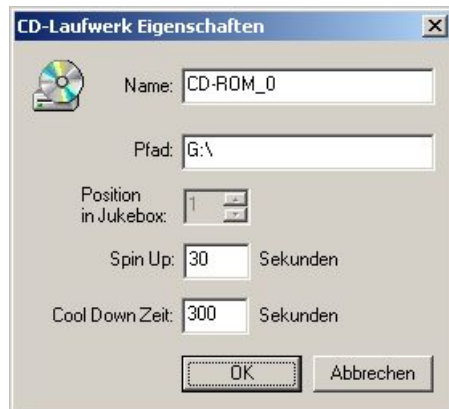 CD-Laufwerk Eigenschaften
Name: CD-ROM_0
Pfad: G:\
Position
in Jukebox: 1
Spin Up: 30 Sekunden
Cool Down Zeit: 300 Sekunden
OK Abbrechen